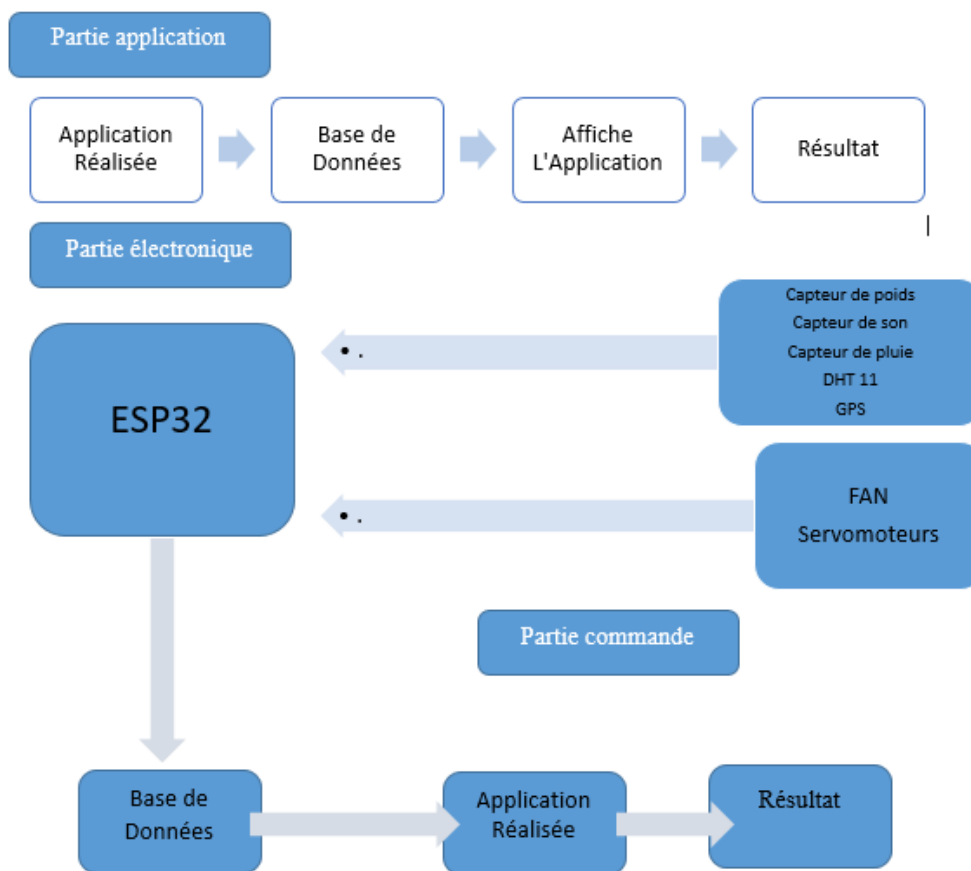 Partie application
Application
Réalisée
Base de
Données
Affiche
L'Application
Résultat
Partie électronique
Capteur de poids
Capteur de son
Capteur de pluie
DHT 11
GPS
ESP32
• .
• .
FAN
Servomoteurs
Partie commande
Base de
Données
Application
Réalisée
Résultat